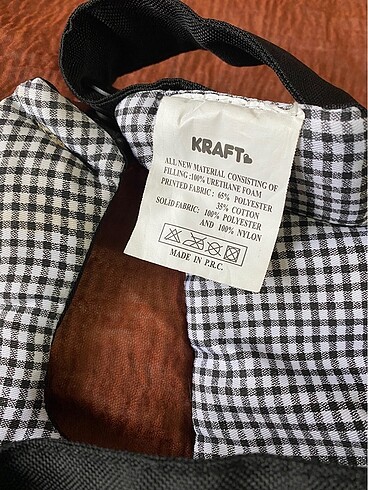 KRAFT
ALL NEW MATERIAL CONSISTING OF
FILLING :100% URETHANE FOAM
PRINTED FABRIC : 65% POLYESTER
35% COTTON
SOLID FABRIC: 100% POLYESTER
AND 100% NYLON
MADE IN P.R.C.